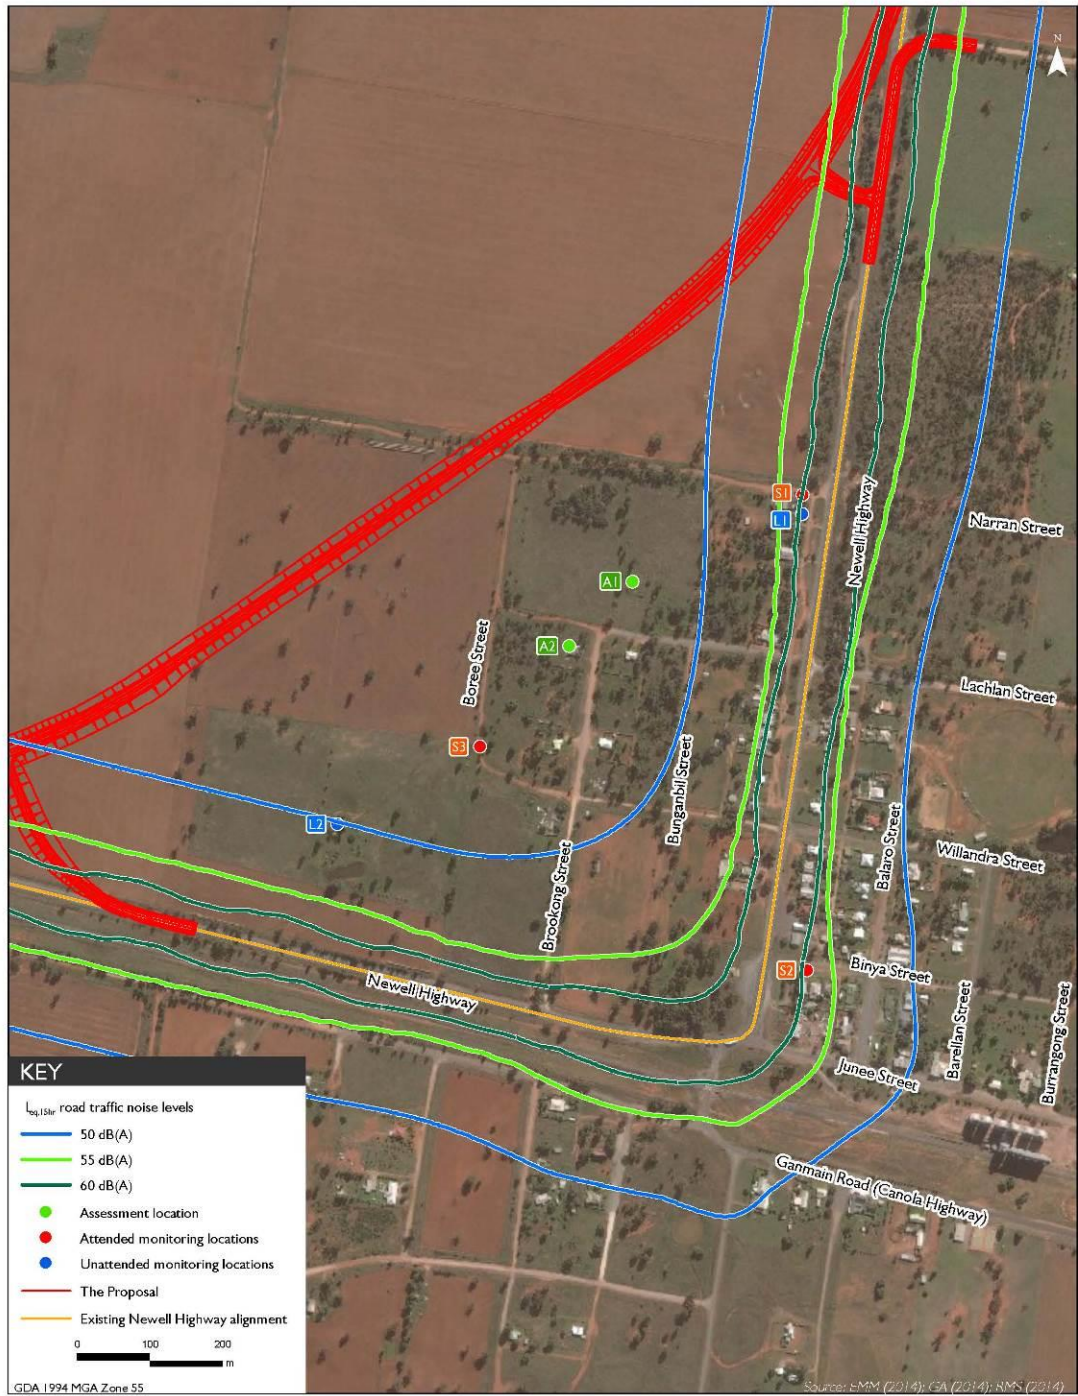 N
S1
L1
Newell Highway
Narran Street
A1
A2
Boree Street
Lachlan Street
S3
Bunganbil Street
L2
Balaro Street
Willandra Street
Brookong Street
S2
Binya Street
Newell Highway
Barellan Street
Burrangong Street
Junee Street
Ganmain Road (Canola Highway)
KEY
Leq,15hr road traffic noise levels
50 dB(A)
55 dB(A)
60 dB(A)
Assessment location
Attended monitoring locations
Unattended monitoring locations
The Proposal
Existing Newell Highway alignment
0 100 200
m
GDA 1994 MGA Zone 55
Source: EMM (2014); GA (2014); RMS (2014)